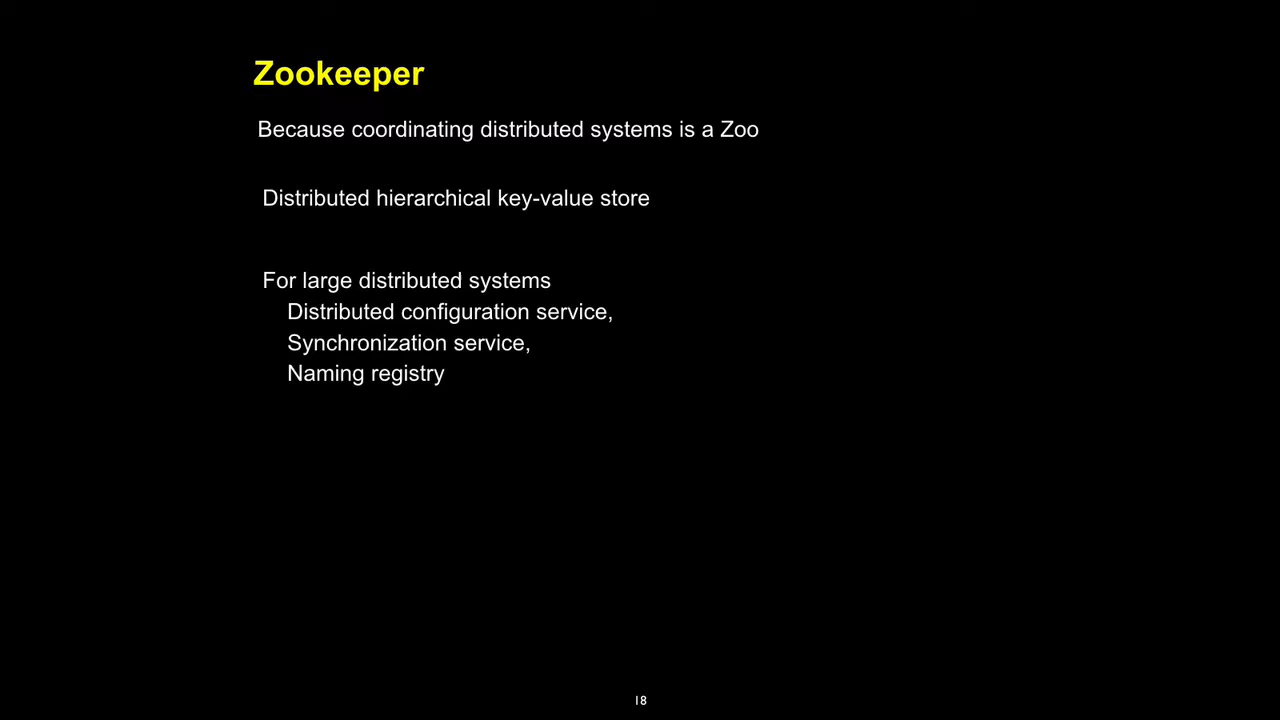 Zookeeper
Because coordinating distributed systems is a Zoo
Distributed hierarchical key-value store
For large distributed systems
Distributed configuration service,
Synchronization service,
Naming registry
18